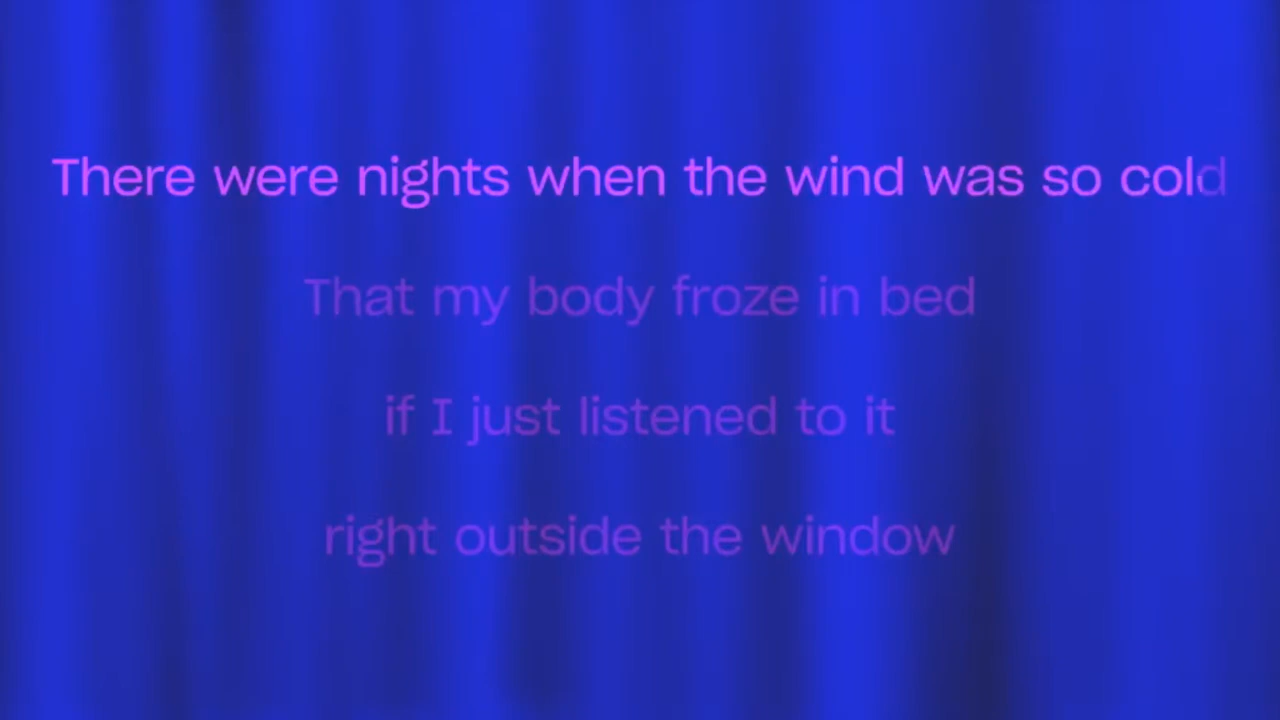 There were nights when the wind was so cold
That my body froze in bed
if I just listened to it
right outside the window